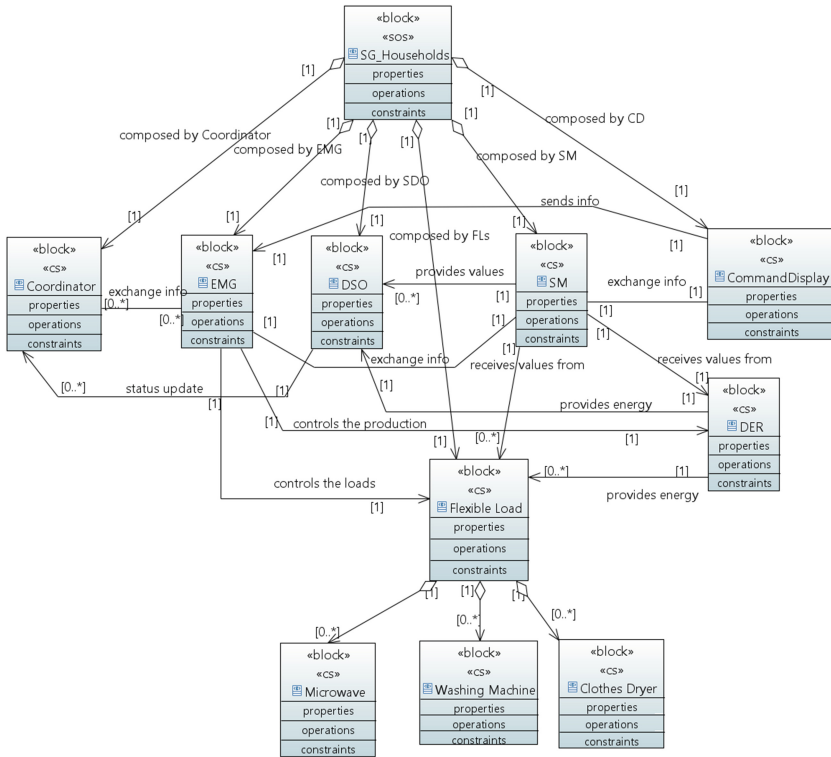 «block»
«sos»
SG_Households
properties
operations
constraints
[1]
[1]
[1]
[1]
[1]
[1]
composed by Coordinator
composed by EMG
composed by SDO
composed by FLs
composed by SM
composed by CD
[1]
[1]
[1]
[1]
[1]
sends info
[1]
[1]
«block»
«cs»
Coordinator
properties
operations
constraints
exchange info
[0..*]
[0..*]
«block»
«cs»
EMG
properties
operations
constraints
«block»
«cs»
DSO
properties
operations
constraints
provides values
[0..*]
[1]
«block»
«cs»
SM
properties
operations
constraints
exchange info
[1]
[1]
«block»
«cs»
CommandDisplay
properties
operations
constraints
[1]
exchange info
[1]
[1]
receives values from
[1]
receives values from
[1]
[0..*]
status update
[1]
[1]
provides energy
[1]
«block»
«cs»
DER
properties
operations
constraints
[1]
[1]
controls the production
[1]
[1]
[0..*]
[0..*]
[1]
provides energy
controls the loads
[1]
«block»
«cs»
Flexible Load
properties
operations
constraints
[1]
[1]
[1]
[0..*]
[0..*]
[0..*]
«block»
«cs»
Microwave
properties
operations
constraints
«block»
«cs»
Washing Machine
properties
operations
constraints
«block»
«cs»
Clothes Dryer
properties
operations
constraints